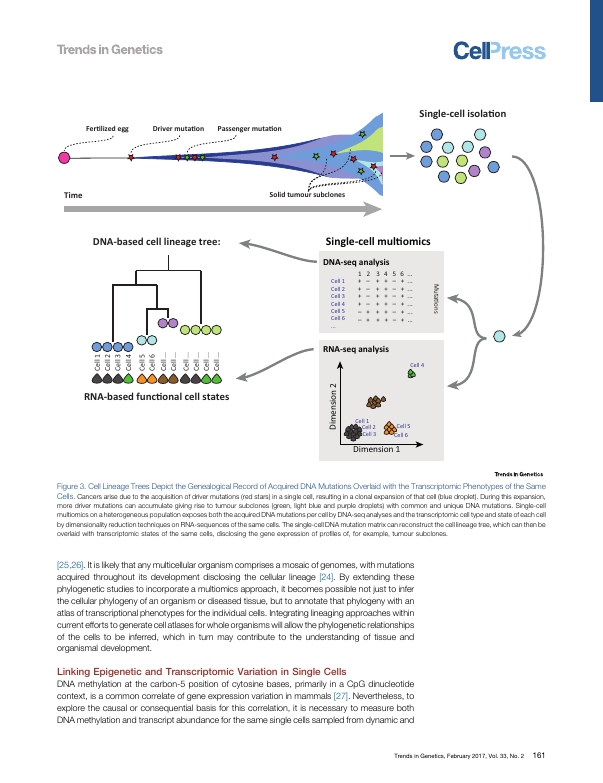 Trends in Genetics
CellPress
Single-cell isolation
Fertilized egg
Driver mutation
Passenger mutation
Time
Solid tumour subclones
DNA-based cell lineage tree:
Single-cell multiomics
DNA-seq analysis
1 2 3 4 5 6 ...
Cell 1 + − + + − + ...
Cell 2 + − + + − + ...
Cell 3 + − + + − + ...
Cell 4 + − + + − + ...
Cell 5 − + + − + ...
Cell 6 − + + − + ...
...
Mutations
Cell 1
Cell 2
Cell 3
Cell 4
Cell 5
Cell 6
Cell ...
Cell ...
Cell ...
Cell ...
Cell ...
Cell ...
RNA-based functional cell states
RNA-seq analysis
Dimension 2
Cell 4
Cell 1
Cell 2
Cell 3
Cell 5
Cell 6
Dimension 1
Trends in Genetics
Figure 3. Cell Lineage Trees Depict the Genealogical Record of Acquired DNA Mutations Overlaid with the Transcriptomic Phenotypes of the Same
Cells. Cancers arise due to the acquisition of driver mutations (red stars) in a single cell, resulting in a clonal expansion of that cell (blue droplet). During this expansion,
more driver mutations can accumulate giving rise to tumour subclones (green, light blue and purple droplets) with common and unique DNA mutations. Single-cell
multiomics on a heterogeneous population exposes both the acquired DNA mutations per cell by DNA-seq analyses and the transcriptomic cell type and state of each cell
by dimensionality reduction techniques on RNA-sequences of the same cells. The single-cell DNA mutation matrix can reconstruct the cell lineage tree, which can then be
overlaid with transcriptomic states of the same cells, disclosing the gene expression of profiles of, for example, tumour subclones.
[25,26]. It is likely that any multicellular organism comprises a mosaic of genomes, with mutations
acquired throughout its development disclosing the cellular lineage [24]. By extending these
phylogenetic studies to incorporate a multiomics approach, it becomes possible not just to infer
the cellular phylogeny of an organism or diseased tissue, but to annotate that phylogeny with an
atlas of transcriptional phenotypes for the individual cells. Integrating lineaging approaches within
current efforts to generate cell atlases for whole organisms will allow the phylogenetic relationships
of the cells to be inferred, which in turn may contribute to the understanding of tissue and
organismal development.
Linking Epigenetic and Transcriptomic Variation in Single Cells
DNA methylation at the carbon-5 position of cytosine bases, primarily in a CpG dinucleotide
context, is a common correlate of gene expression variation in mammals [27]. Nevertheless, to
explore the causal or consequential basis for this correlation, it is necessary to measure both
DNA methylation and transcript abundance for the same single cells sampled from dynamic and
Trends in Genetics, February 2017, Vol. 33, No. 2 161